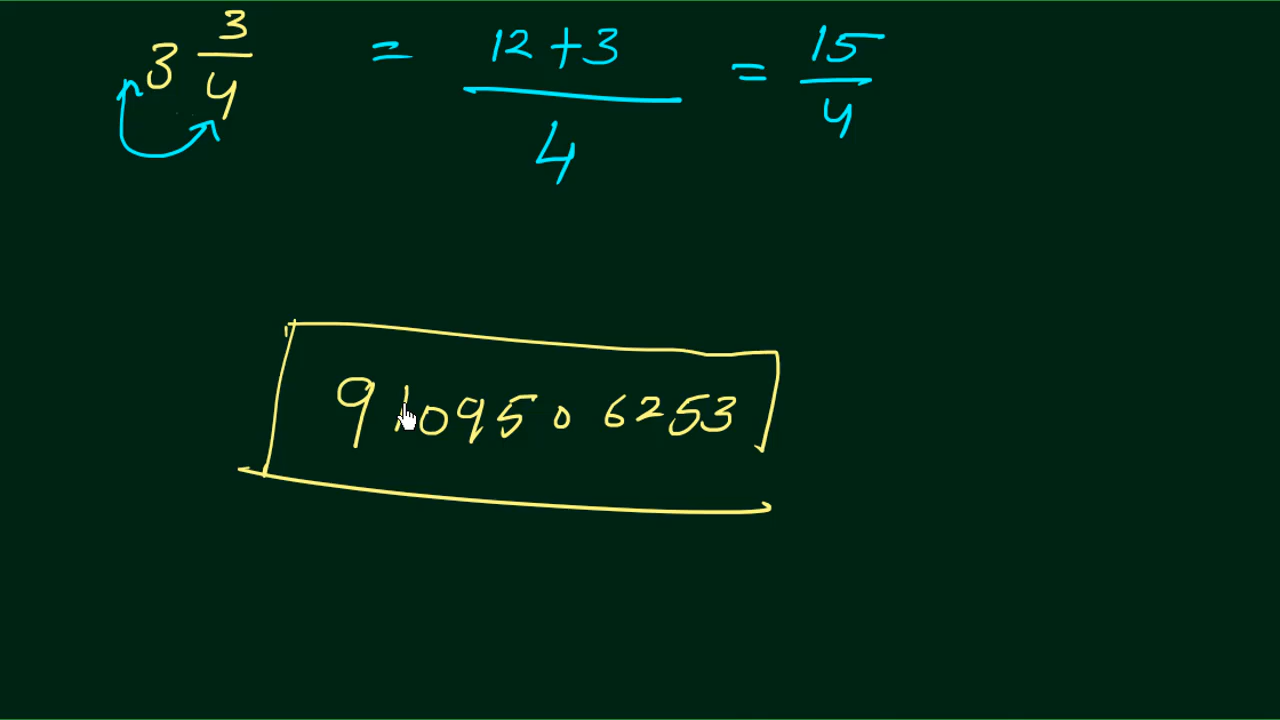 3 3/4 = (12+3)/4 = 15/4
9109506253